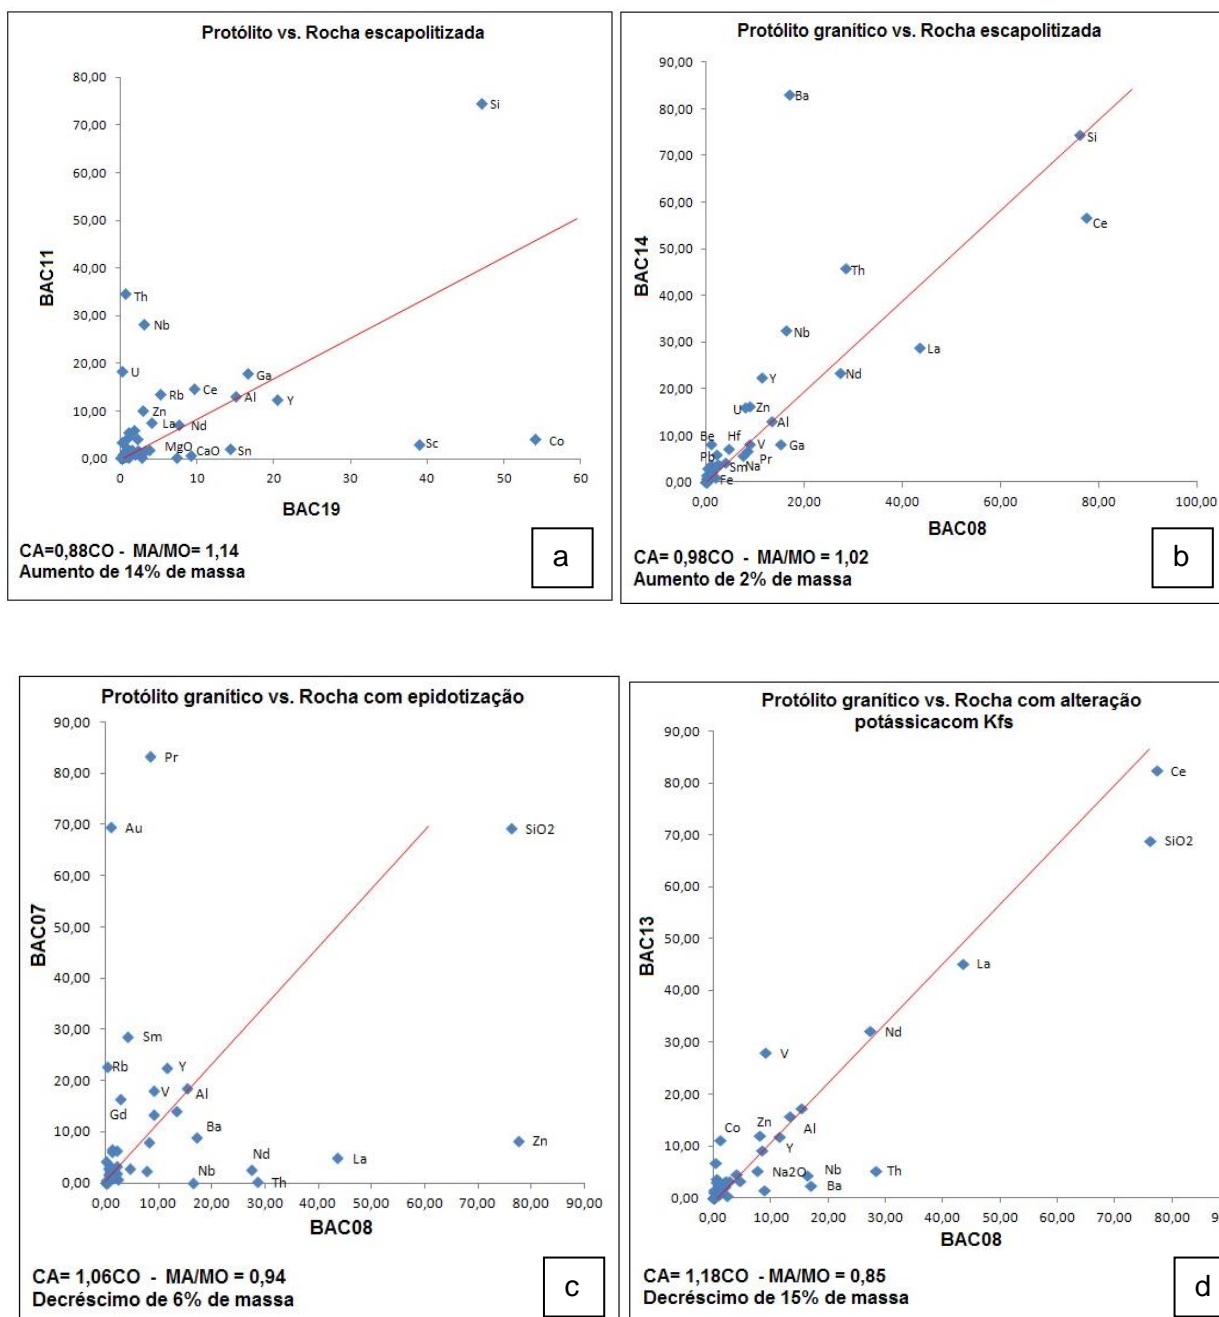 Protólito vs. Rocha escapolitizada
80,00
70,00
60,00
50,00
40,00
30,00
20,00
10,00
0,00
BAC11
Si
Th
Nb
U
Ga
Rb
Ce
Al
Y
Zn
La
Nd
MgO
CaO
Sn
Sc
Co
0
10
20
30
40
50
60
BAC19
CA=0,88CO - MA/MO= 1,14
Aumento de 14% de massa
a
Protólito granítico vs. Rocha escapolitizada
90,00
80,00
70,00
60,00
50,00
40,00
30,00
20,00
10,00
0,00
BAC14
Ba
Si
Ce
Th
Nb
La
Y
Nd
U
Zn
Al
Be
Hf
V
Ga
Pb
Sm
Na
Pr
Fe
0,00
20,00
40,00
60,00
80,00
100,00
BAC08
CA= 0,98CO - MA/MO = 1,02
Aumento de 2% de massa
b
Protólito granítico vs. Rocha com epidotização
90,00
80,00
70,00
60,00
50,00
40,00
30,00
20,00
10,00
0,00
BAC07
Pr
Au
SiO2
Sm
Rb
Y
V
Al
Gd
Ba
Zn
Nb
Nd
La
Th
0,00
10,00
20,00
30,00
40,00
50,00
60,00
70,00
80,00
90,00
BAC08
CA= 1,06CO - MA/MO = 0,94
Decréscimo de 6% de massa
c
Protólito granítico vs. Rocha com alteração
potássicacom Kfs
90,00
80,00
70,00
60,00
50,00
40,00
30,00
20,00
10,00
0,00
BAC13
Ce
SiO2
La
Nd
V
Co
Zn
Al
Y
Na2O
Nb
Th
Ba
0,00
10,00
20,00
30,00
40,00
50,00
60,00
70,00
80,00
BAC08
CA= 1,18CO - MA/MO = 0,85
Decréscimo de 15% de massa
d